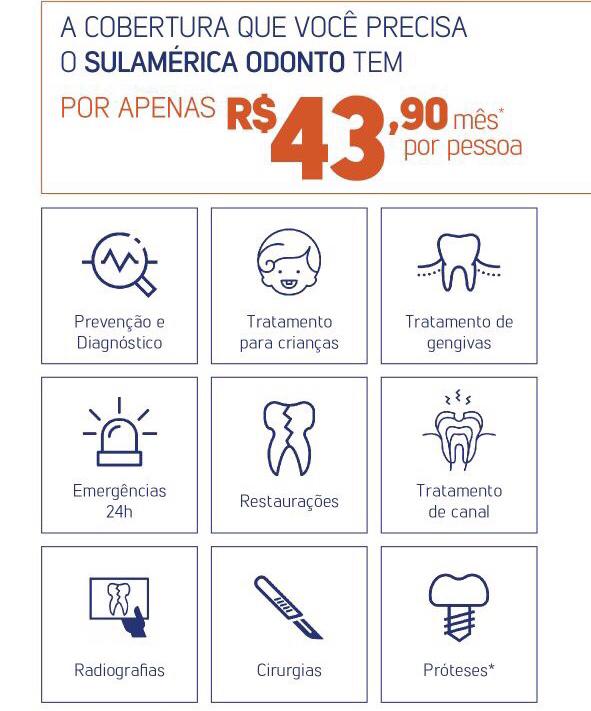 A COBERTURA QUE VOCÊ PRECISA
O SULAMÉRICA ODONTO TEM
POR APENAS R$43,90 mês*
por pessoa
Prevenção e
Diagnóstico
Tratamento
para crianças
Tratamento de
gengivas
Emergências
24h
Restaurações
Tratamento
de canal
Radiografias
Cirurgias
Próteses*